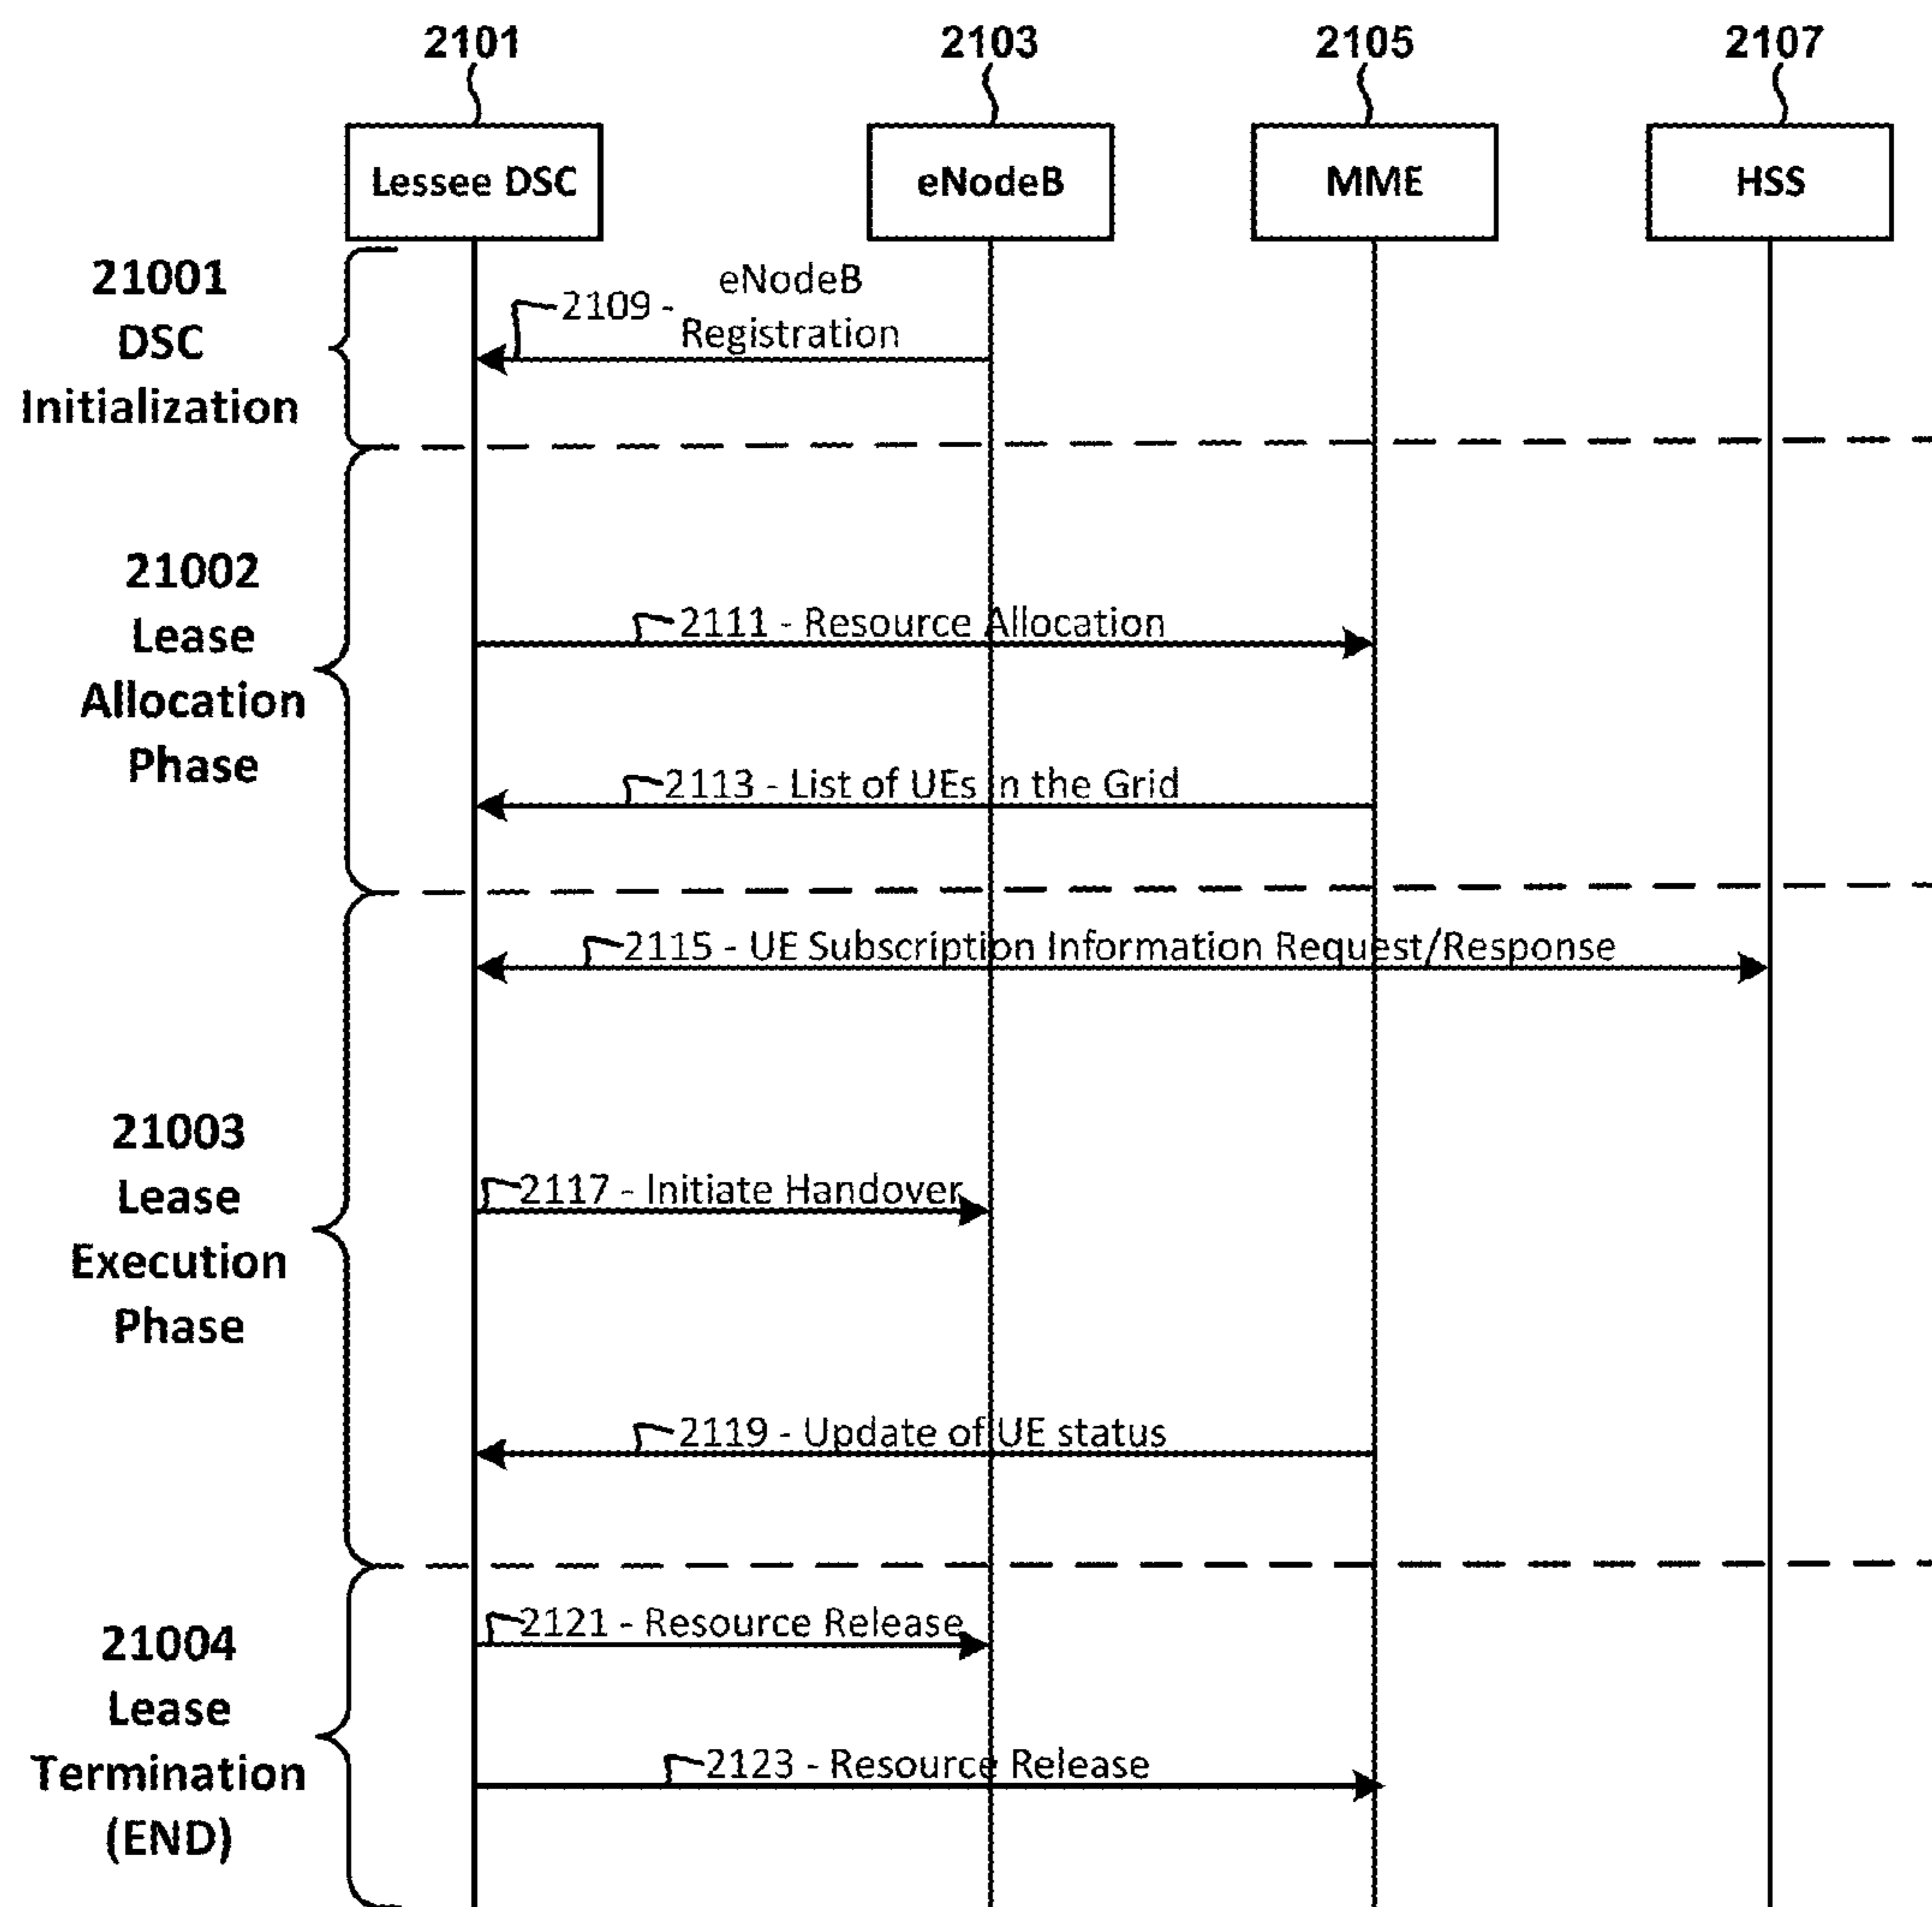 2101
2103
2105
2107
Lessee DSC
eNodeB
MME
HSS
21001
DSC
Initialization
eNodeB
2109 -
Registration
21002
Lease
Allocation
Phase
2111 - Resource Allocation
2113 - List of UEs in the Grid
2115 - UE Subscription Information Request/Response
21003
Lease
Execution
Phase
2117 - Initiate Handover
2119 - Update of UE status
21004
Lease
Termination
(END)
2121 - Resource Release
2123 - Resource Release